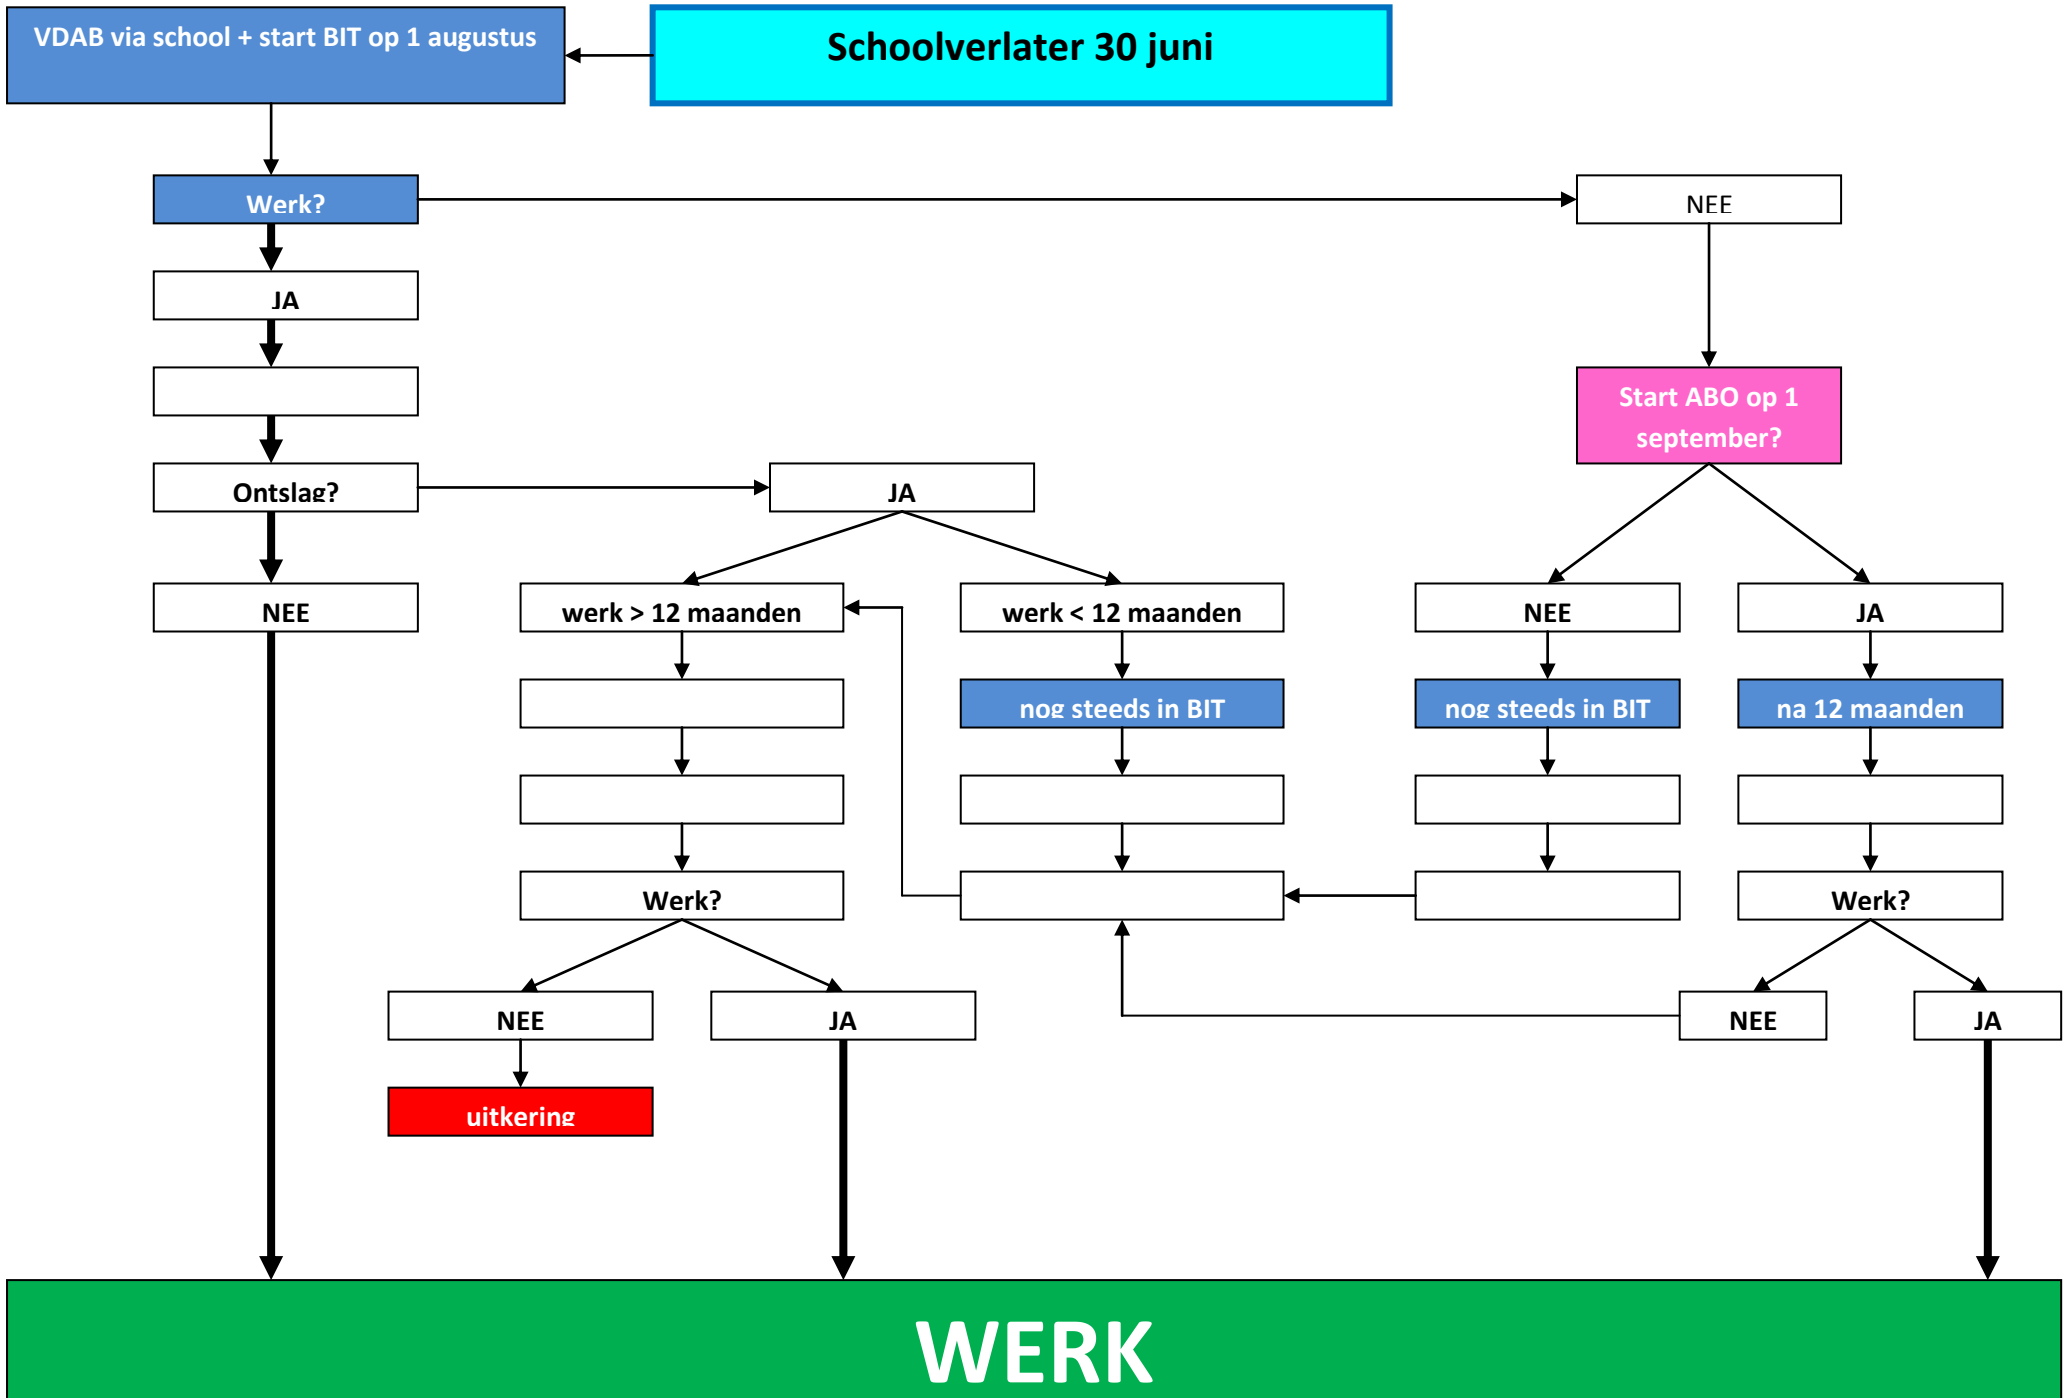 VDAB via school + start BIT op 1 augustus
Schoolverlater 30 juni
Werk?
NEE
JA
Start ABO op 1
september?
Ontslag?
JA
NEE
werk > 12 maanden
werk < 12 maanden
NEE
JA
nog steeds in BIT
nog steeds in BIT
na 12 maanden
Werk?
Werk?
NEE
JA
NEE
JA
uitkering
WERK